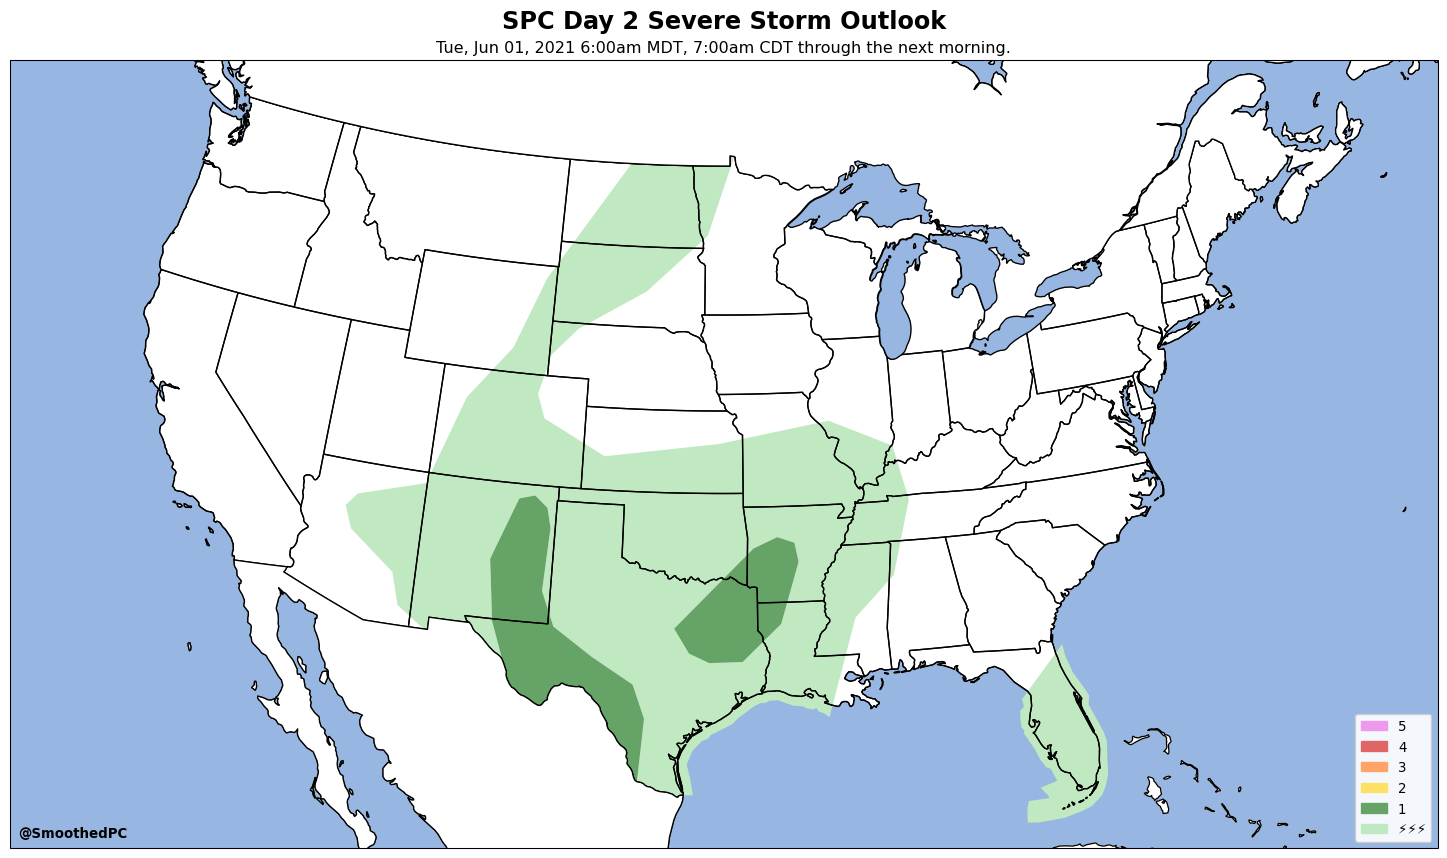 SPC Day 2 Severe Storm Outlook
Tue, Jun 01, 2021 6:00am MDT, 7:00am CDT through the next morning.
5
4
3
2
1
⚡⚡⚡
@SmoothedPC